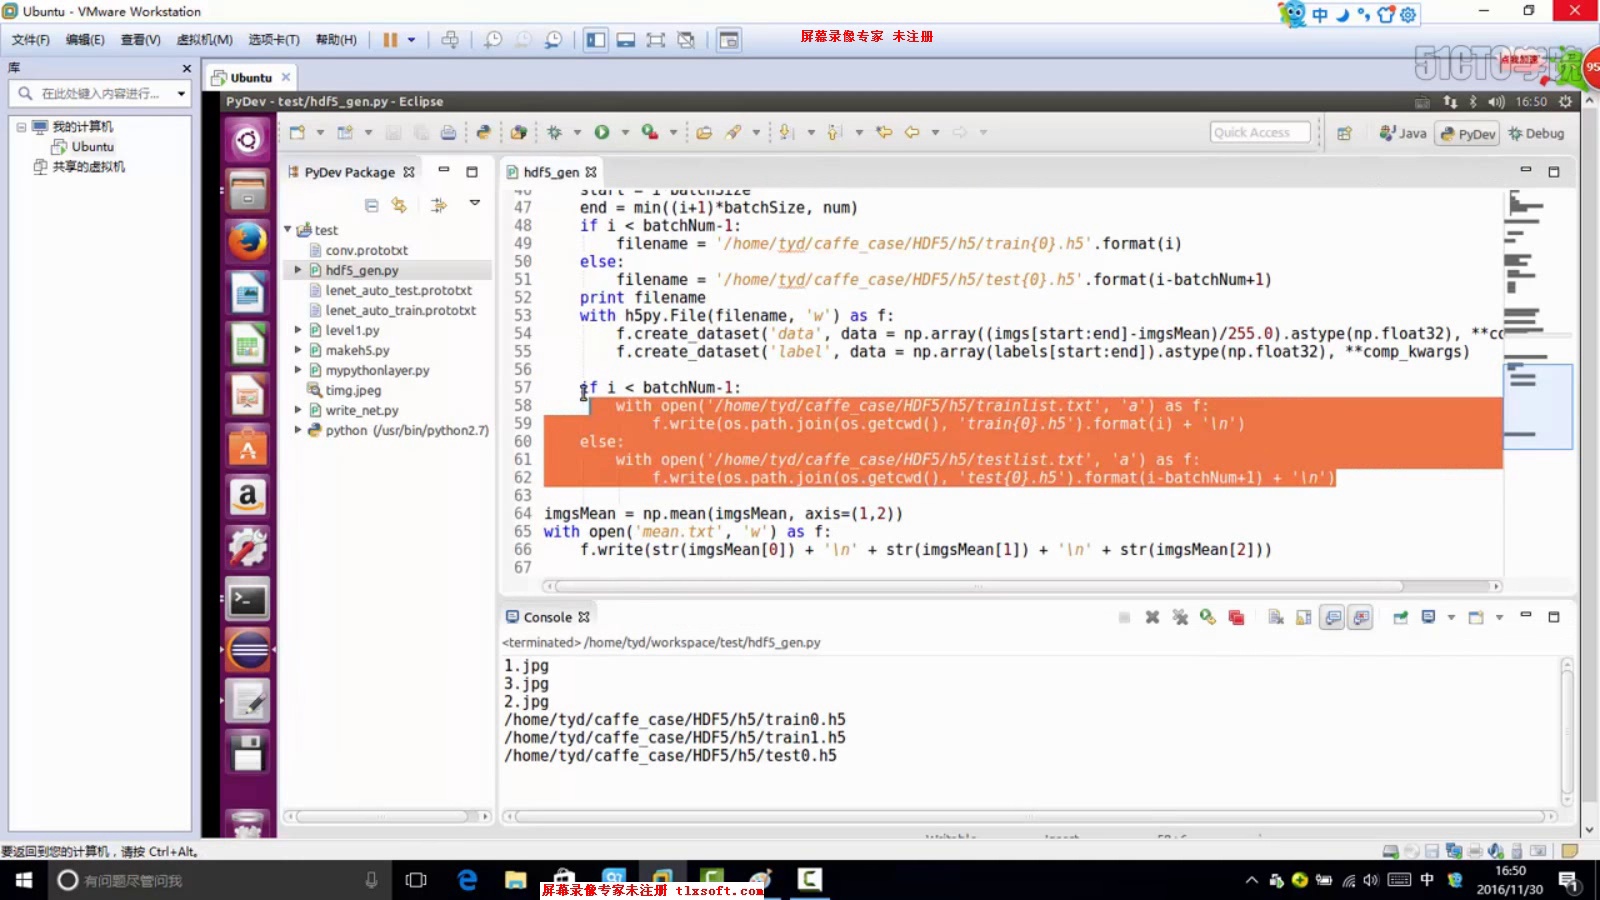 Ubuntu - VMware Workstation
中
文件(F) 编辑(E) 查看(V) 虚拟机(M) 选项卡(T) 帮助(H)
屏幕录像专家 未注册
51CTO学院
点我加速
95
库
Ubuntu
在此处键入内容进行...
我的计算机
Ubuntu
共享的虚拟机
PyDev - test/hdf5_gen.py - Eclipse
16:50
Quick Access
Java
PyDev
Debug
PyDev Package
hdf5_gen
test
conv.prototxt
hdf5_gen.py
lenet_auto_test.prototxt
lenet_auto_train.prototxt
level1.py
makeh5.py
mypythonlayer.py
timg.jpeg
write_net.py
python (/usr/bin/python2.7)
46 start = i*batchSize
47 end = min((i+1)*batchSize, num)
48 if i < batchNum-1:
49 filename = '/home/tyd/caffe_case/HDF5/h5/train{0}.h5'.format(i)
50 else:
51 filename = '/home/tyd/caffe_case/HDF5/h5/test{0}.h5'.format(i-batchNum+1)
52 print filename
53 with h5py.File(filename, 'w') as f:
54 f.create_dataset('data', data = np.array((imgs[start:end]-imgsMean)/255.0).astype(np.float32), **co
55 f.create_dataset('label', data = np.array(labels[start:end]).astype(np.float32), **comp_kwargs)
56
57 if i < batchNum-1:
58 with open('/home/tyd/caffe_case/HDF5/h5/trainlist.txt', 'a') as f:
59 f.write(os.path.join(os.getcwd(), 'train{0}.h5').format(i) + '\n')
60 else:
61 with open('/home/tyd/caffe_case/HDF5/h5/testlist.txt', 'a') as f:
62 f.write(os.path.join(os.getcwd(), 'test{0}.h5').format(i-batchNum+1) + '\n')
63
64 imgsMean = np.mean(imgsMean, axis=(1,2))
65 with open('mean.txt', 'w') as f:
66 f.write(str(imgsMean[0]) + '\n' + str(imgsMean[1]) + '\n' + str(imgsMean[2]))
67
Console
<terminated> /home/tyd/workspace/test/hdf5_gen.py
1.jpg
3.jpg
2.jpg
/home/tyd/caffe_case/HDF5/h5/train0.h5
/home/tyd/caffe_case/HDF5/h5/train1.h5
/home/tyd/caffe_case/HDF5/h5/test0.h5
要返回到您的计算机，请按 Ctrl+Alt。
有问题尽管问我
屏幕录像专家未注册 tlxsoft.com
中
16:50
2016/11/30
1